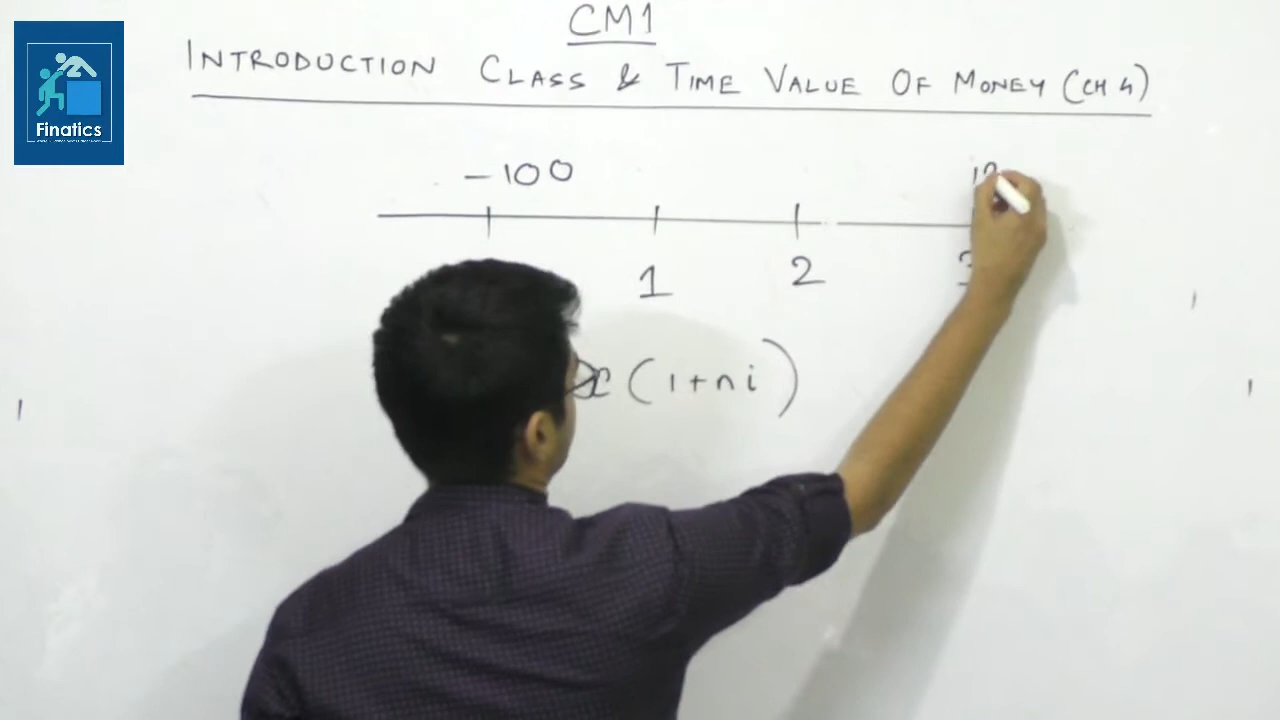 CM1
INTRODUCTION CLASS & TIME VALUE OF MONEY (CH 4)
Finatics
-100
1 2
(1+ni)